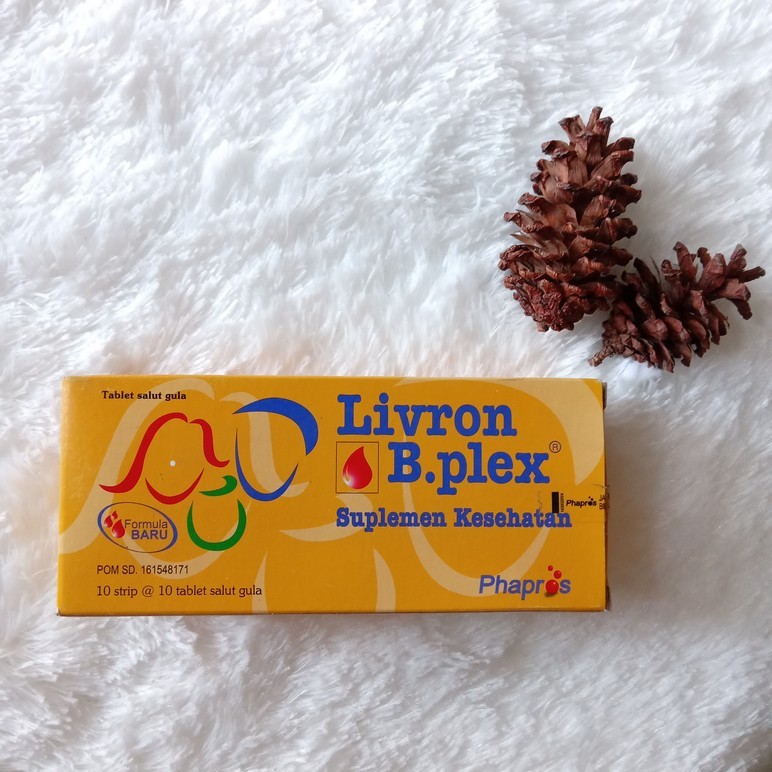 Tablet salut gula
Livron
B.plex®
Suplemen Kesehatan
Formula
BARU
Phapros
POM SD. 161548171
10 strip @ 10 tablet salut gula
Phapros